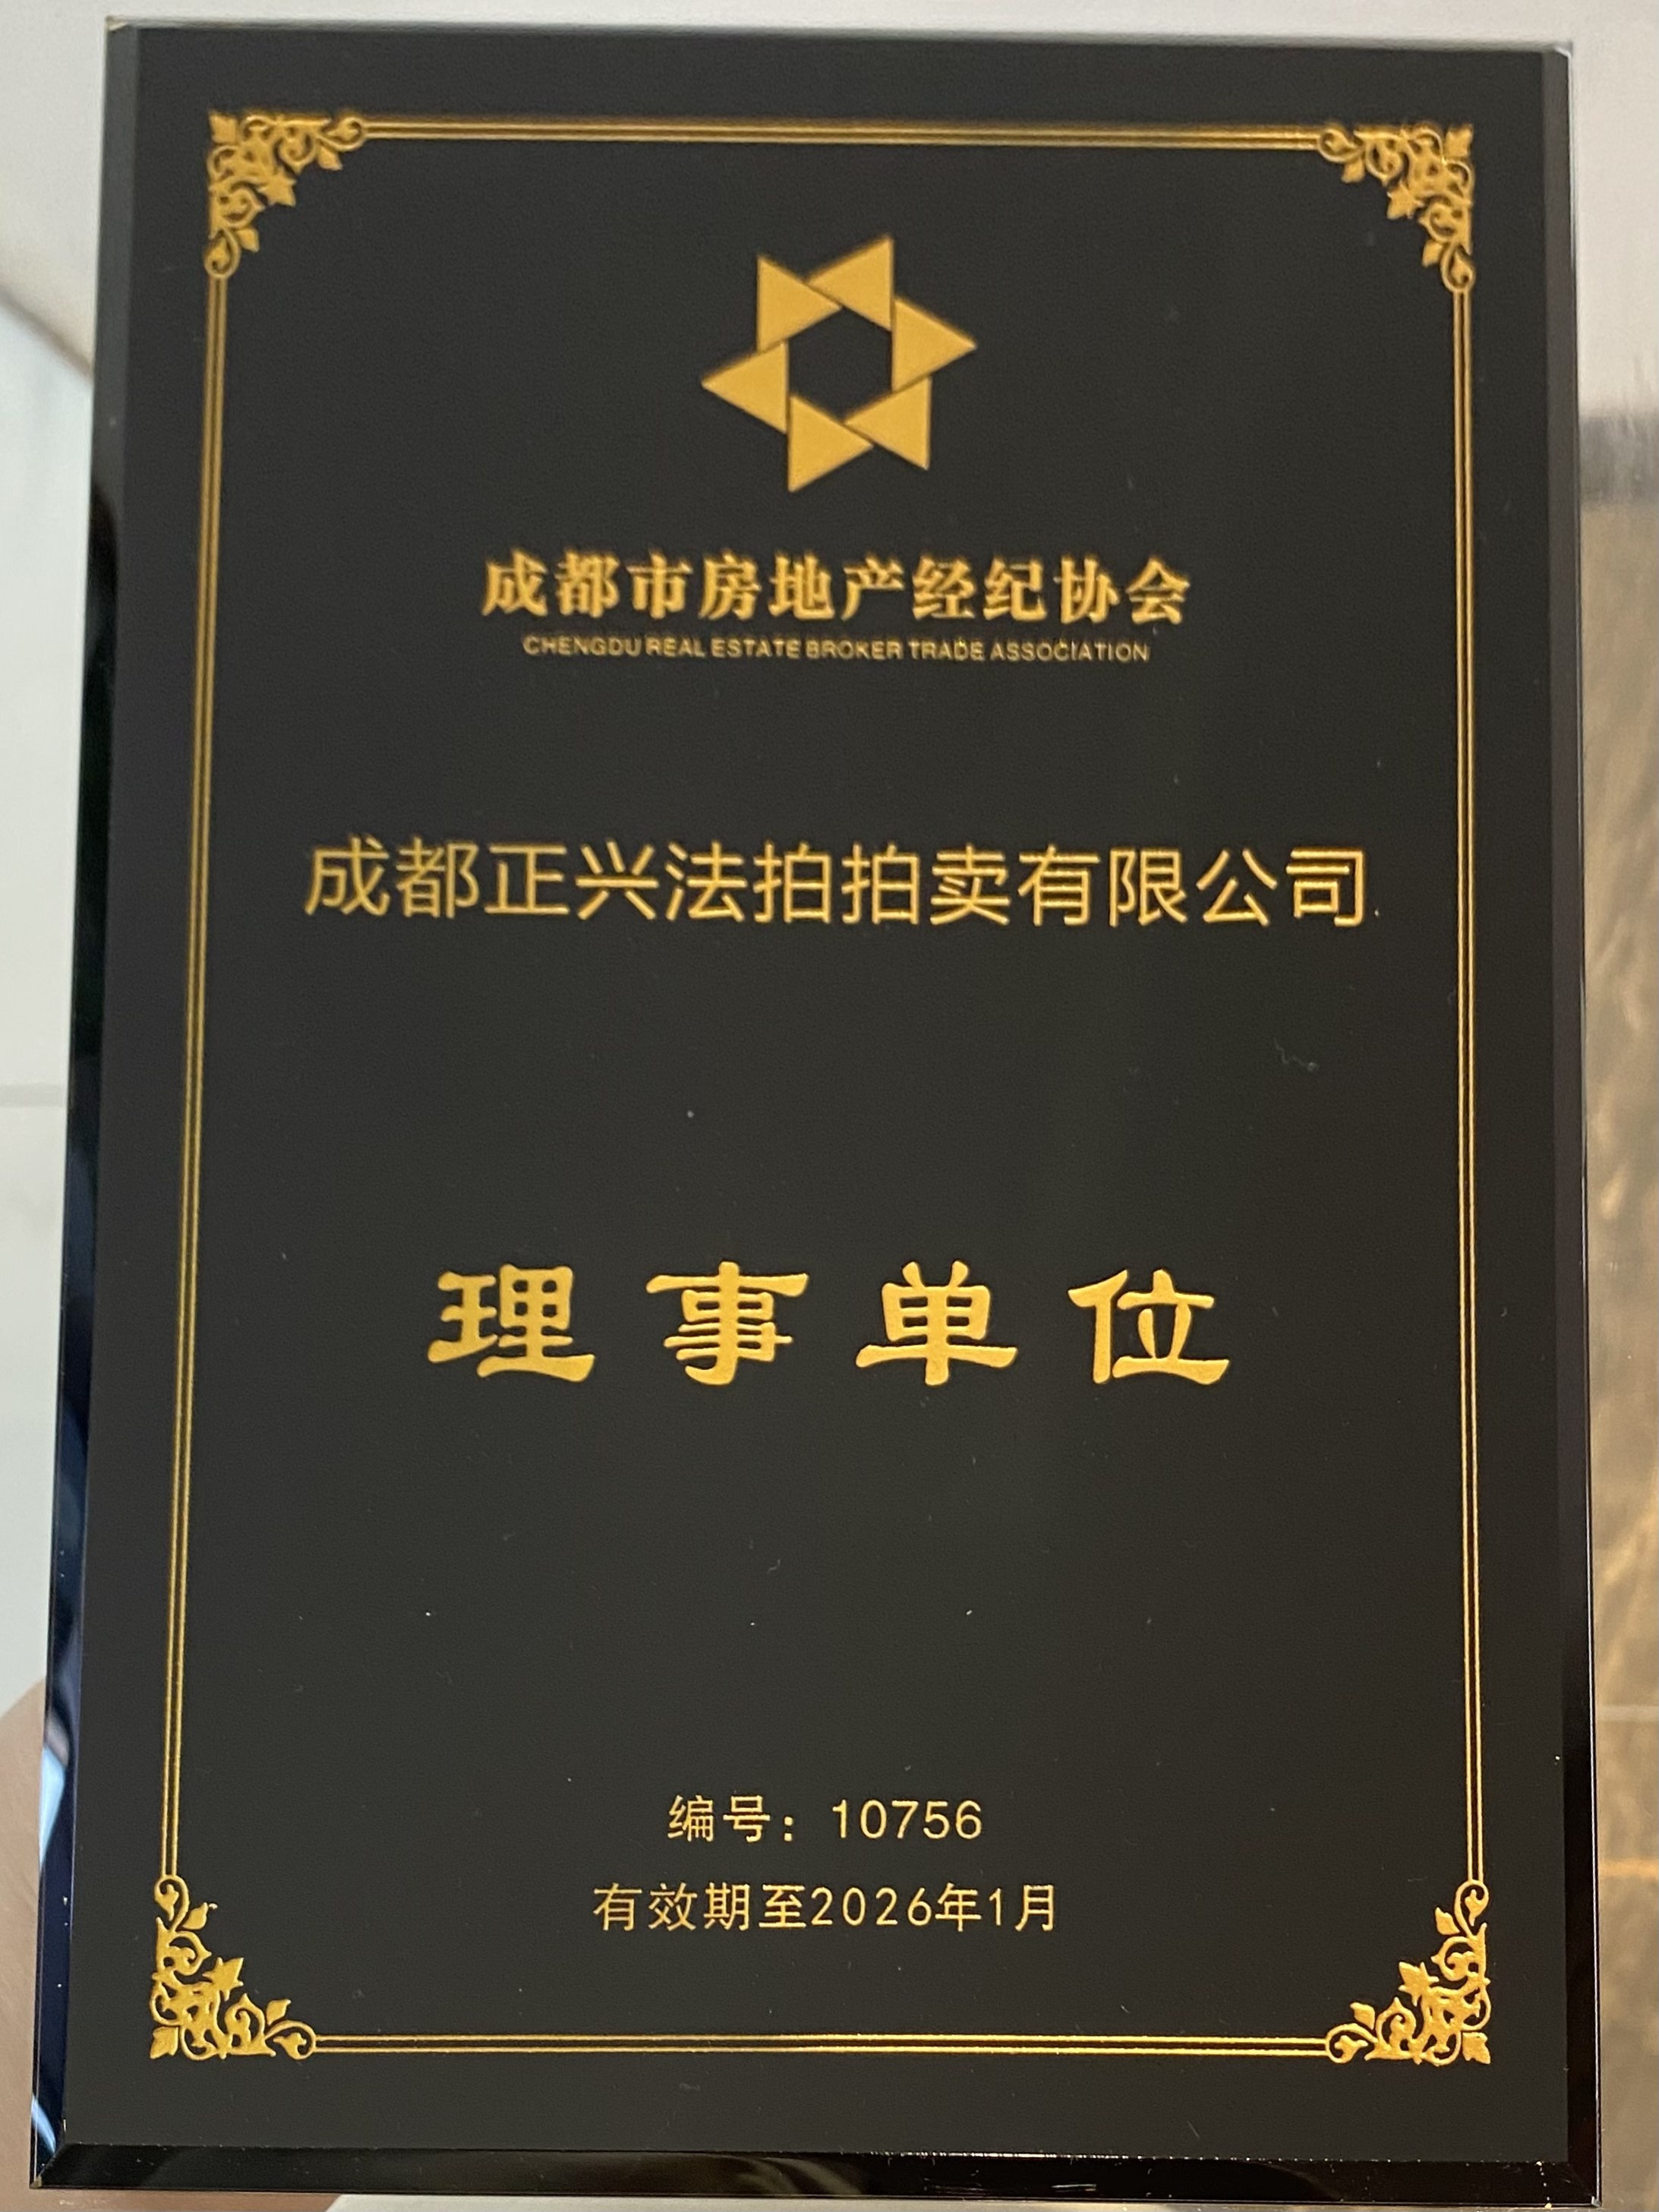 成都市房地产经纪协会
CHENGDU REAL ESTATE BROKER TRADE ASSOCIATION
成都正兴法拍拍卖有限公司
理事单位
编号：10756
有效期至2026年1月